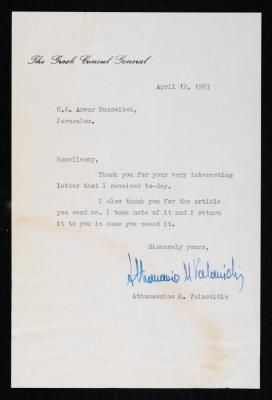 The Greek Consul General
April 12, 1983
H.E. Anwar Nusseibeh,
Jerusalem.
Excellency,
Thank you for your very interesting
letter that I received to-day.
I also thank you for the article
you send me. I took note of it and I return
it to you in case you need it.
Sincerely yours,
Athanassios M Valassidis
Athanassios M. Valassidis